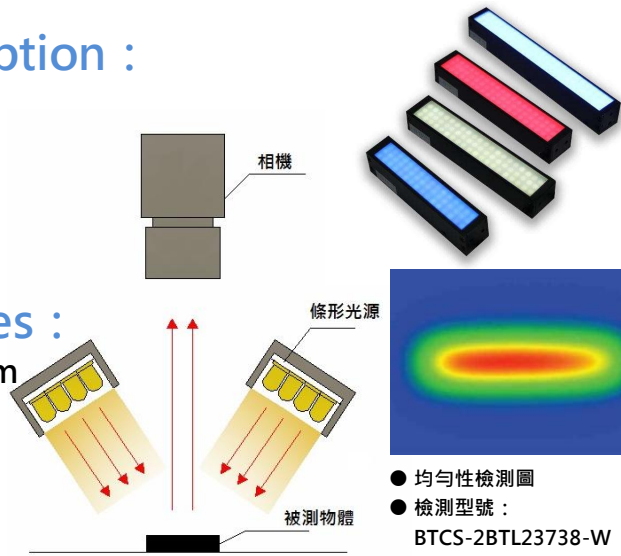 ption：
相機
條形光源
es：
m
被測物體
● 均勻性檢測圖
● 檢測型號：
BTCS-2BTL23738-W